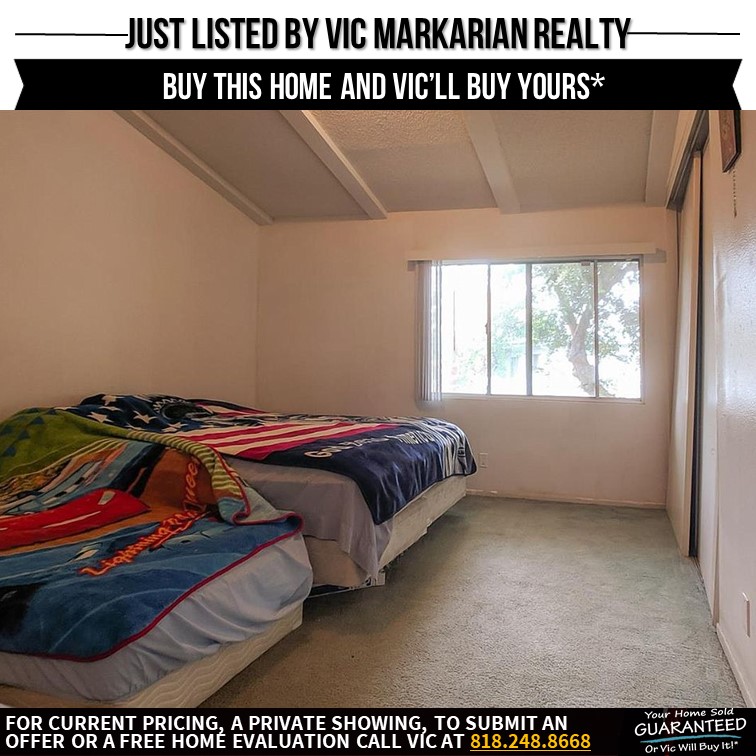 JUST LISTED BY VIC MARKARIAN REALTY
BUY THIS HOME AND VIC'LL BUY YOURS*
Lightning
FOR CURRENT PRICING, A PRIVATE SHOWING, TO SUBMIT AN
OFFER OR A FREE HOME EVALUATION CALL VIC AT 818.248.8668
Your Home Sold
GUARANTEED
Or Vic Will Buy It!